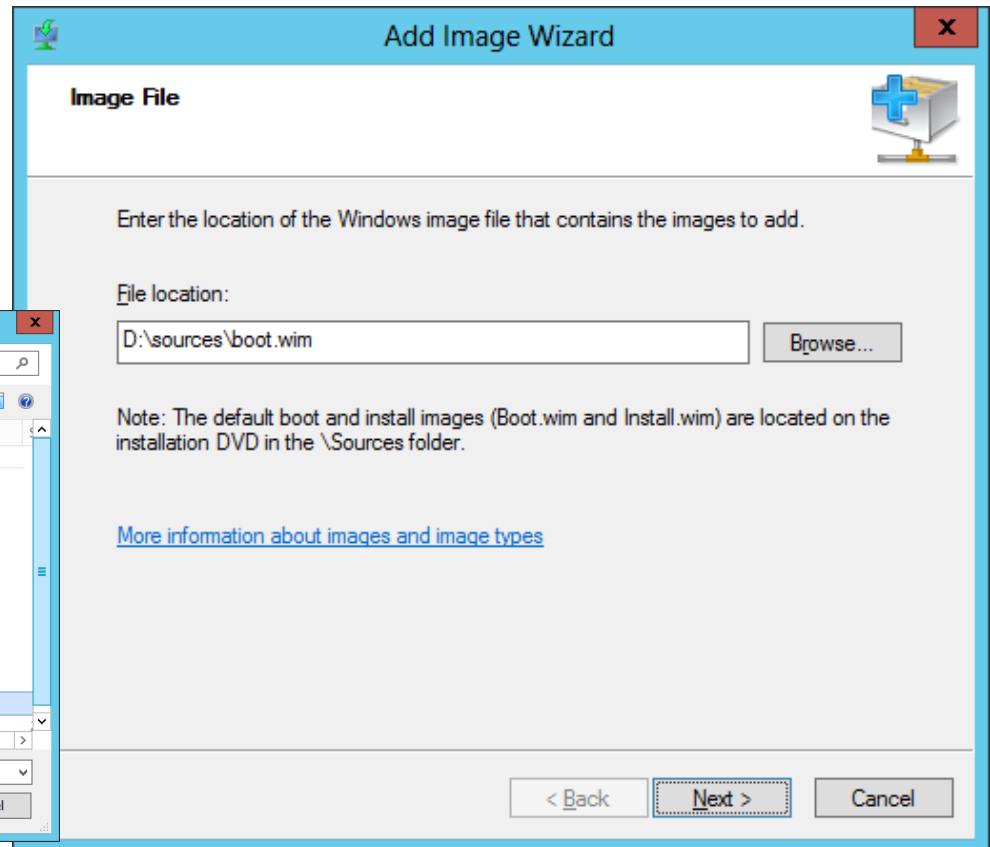 Add Image Wizard
x
Image File
Enter the location of the Windows image file that contains the images to add.
File location:
x
D:\sources\boot.wim
Browse...
Note: The default boot and install images (Boot.wim and Install.wim) are located on the
installation DVD in the \Sources folder.
More information about images and image types
< Back
Next >
Cancel